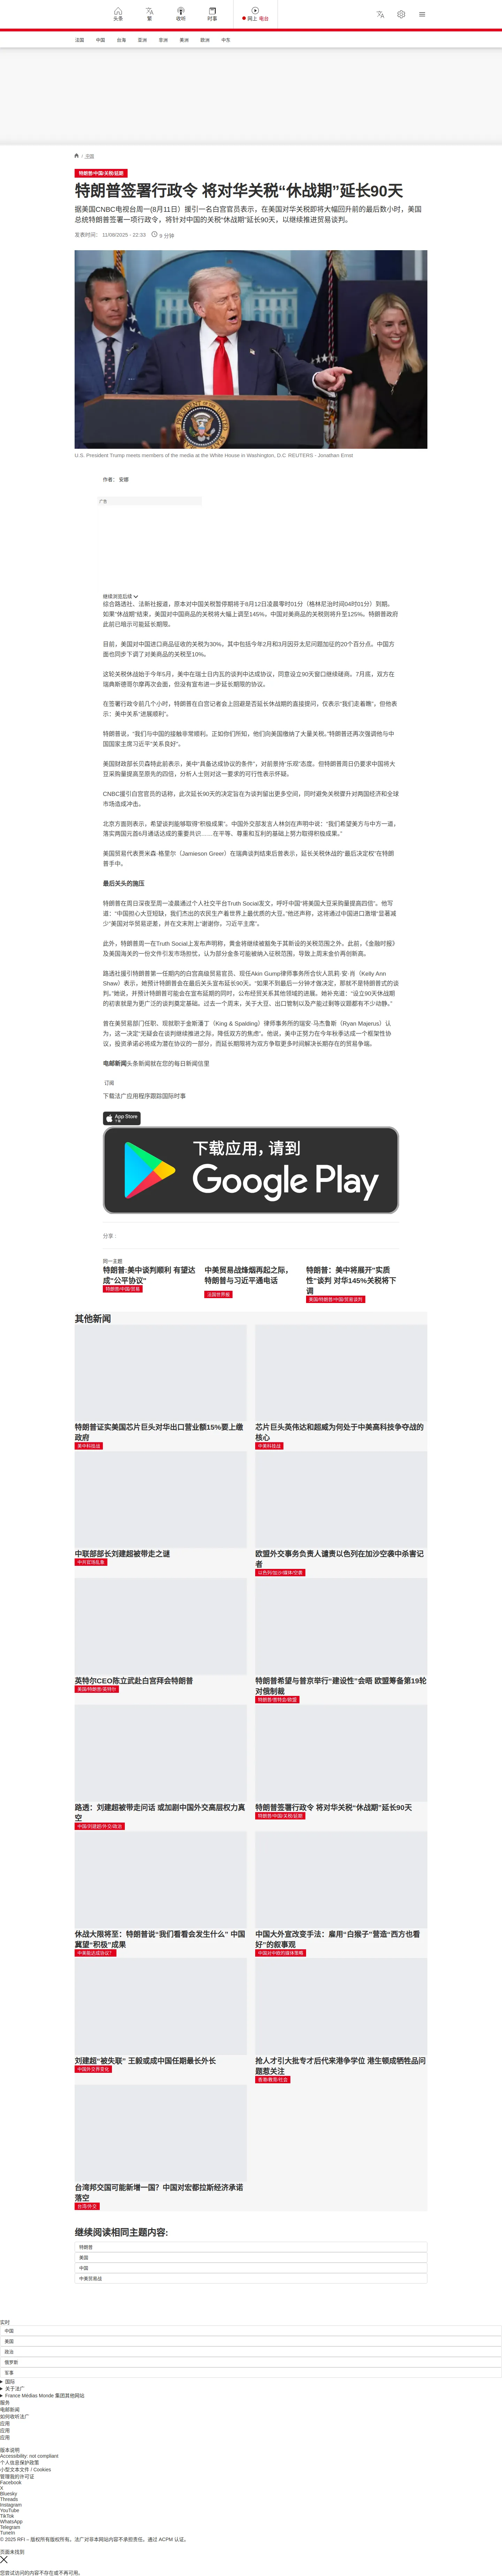 头条
繁
收听
时事
网上 电台
法国
中国
台海
亚洲
非洲
美洲
欧洲
中东
中国
特朗普/中国/关税/延期
特朗普签署行政令 将对华关税“休战期”延长90天
据美国CNBC电视台周一(8月11日）援引一名白宫官员表示，在美国对华关税即将大幅回升前的最后数小时，美国总统特朗普签署一项行政令，将针对中国的关税“休战期”延长90天，以继续推进贸易谈判。
发表时间： 11/08/2025 - 22:33 9 分钟
U.S. President Trump meets members of the media at the White House in Washington, D.C REUTERS - Jonathan Ernst
作者： 安娜
广告
继续浏览后续
综合路透社、法新社报道，原本对中国关税暂停期将于8月12日凌晨零时01分（格林尼治时间04时01分）到期。
如果“休战期”结束，美国对中国商品的关税将大幅上调至145%，中国对美商品的关税则将升至125%。特朗普政府
此前已暗示可能延长期限。
目前，美国对中国进口商品征收的关税为30%，其中包括今年2月和3月因芬太尼问题加征的20个百分点。中国方
面也同步下调了对美商品的关税至10%。
这轮关税休战始于今年5月，美中在瑞士日内瓦的谈判中达成协议，同意设立90天窗口继续磋商。7月底，双方在
瑞典斯德哥尔摩再次会面，但没有宣布进一步延长期限的协议。
在签署行政令前几个小时，特朗普在白宫记者会上回避是否延长休战期的直接提问，仅表示“我们走着瞧”。但他表
示：美中关系“进展顺利”。
特朗普说，“我们与中国的接触非常顺利。正如你们所知，他们向美国缴纳了大量关税。”特朗普还再次强调他与中
国国家主席习近平“关系良好”。
美国财政部长贝森特此前表示，美中“具备达成协议的条件”，对前景持“乐观”态度。但特朗普周日仍要求中国将大
豆采购量提高至原先的四倍，分析人士则对这一要求的可行性表示怀疑。
CNBC援引白宫官员的话称，此次延长90天的决定旨在为谈判留出更多空间，同时避免关税骤升对两国经济和全球
市场造成冲击。
北京方面则表示，希望谈判能够取得“积极成果”。中国外交部发言人林剑在声明中说：“我们希望美方与中方一道，
落实两国元首6月通话达成的重要共识……在平等、尊重和互利的基础上努力取得积极成果。”
美国贸易代表贾米森·格里尔（Jamieson Greer）在瑞典谈判结束后曾表示，延长关税休战的“最后决定权”在特朗
普手中。
最后关头的施压
特朗普在周日深夜至周一凌晨通过个人社交平台Truth Social发文，呼吁中国“将美国大豆采购量提高四倍”。他写
道：“中国担心大豆短缺，我们杰出的农民生产着世界上最优质的大豆。”他还声称，这将通过中国进口激增“显著减
少”美国对华贸易逆差，并在文末附上“谢谢你，习近平主席”。
此外，特朗普周一在Truth Social上发布声明称，黄金将继续被豁免于其新设的关税范围之外。此前，《金融时报》
及美国海关的一份文件引发市场担忧，认为部分金条可能被纳入征税范围，导致上周末金价再创新高。
路透社援引特朗普第一任期内的白宫高级贸易官员、现任Akin Gump律师事务所合伙人凯莉·安·肖（Kelly Ann
Shaw）表示，她预计特朗普会在最后关头宣布延长90天。“如果不到最后一分钟才做决定，那就不是特朗普式的谈
判。”她说，并预计特朗普可能会在宣布延期的同时，公布经贸关系其他领域的进展。她补充道：“设立90天休战期
的初衷就是为更广泛的谈判奠定基础。过去一个周末，关于大豆、出口管制以及产能过剩等议题都有不少动静。”
曾在美贸易部门任职、现就职于金斯潘丁（King & Spalding）律师事务所的瑞安·马杰鲁斯（Ryan Majerus）认
为，这一决定“无疑会在谈判继续推进之际，降低双方的焦虑”。他说，美中正努力在今年秋季达成一个框架性协
议。投资承诺必将成为潜在协议的一部分，而延长期限将为双方争取更多时间解决长期存在的贸易争端。
电邮新闻头条新闻就在您的每日新闻信里
订阅
下载法广应用程序跟踪国际时事
App Store
下载应用，请到
Google Play
分享 :
同一主题
特朗普:美中谈判顺利 有望达成"公平协议"
特朗普/中国/贸易
中美贸易战烽烟再起之际，特朗普与习近平通电话
法国世界报
特朗普：美中将展开"实质性"谈判 对华145%关税将下调
美国/特朗普/中国/贸易谈判
其他新闻
特朗普证实美国芯片巨头对华出口营业额15%要上缴政府
美中科技战
芯片巨头英伟达和超威为何处于中美高科技争夺战的核心
中美科技战
中联部部长刘建超被带走之谜
中共官场乱象
欧盟外交事务负责人谴责以色列在加沙空袭中杀害记者
以色列/加沙/媒体/空袭
英特尔CEO陈立武赴白宫拜会特朗普
美国/特朗普/英特尔
特朗普希望与普京举行“建设性”会晤 欧盟筹备第19轮对俄制裁
特朗普/普特会/欧盟
路透：刘建超被带走问话 或加剧中国外交高层权力真空
中国/刘建超/外交/政治
特朗普签署行政令 将对华关税“休战期”延长90天
特朗普/中国/关税/延期
休战大限将至：特朗普说“我们看看会发生什么” 中国冀望“积极”成果
中美能达成协议？
中国大外宣改变手法：雇用“白猴子”营造“西方也看好”的叙事观
中国对中欧的媒体策略
刘建超“被失联” 王毅或成中国任期最长外长
中国外交界变化
抢人才引大批专才后代来港争学位 港生顿成牺牲品问题惹关注
香港/教育/社会
台湾邦交国可能新增一国？中国对宏都拉斯经济承诺落空
台湾/外交
继续阅读相同主题内容:
特朗普
美国
中国
中美贸易战
实时
中国
美国
政治
俄罗斯
军事
国际
关于法广
France Médias Monde 集团其他网站
服务
电邮新闻
如何收听法广
应用
应用
应用
版本说明
Accessibility: not compliant
个人信息保护政策
小型文本文件 / Cookies
管理我的许可证
Facebook
X
Bluesky
Threads
Instagram
YouTube
TikTok
WhatsApp
Telegram
TuneIn
© 2025 RFI – 版权所有版权所有。法广对非本网站内容不承担责任。通过 ACPM 认证。
页面未找到
您尝试访问的内容不存在或不再可用。